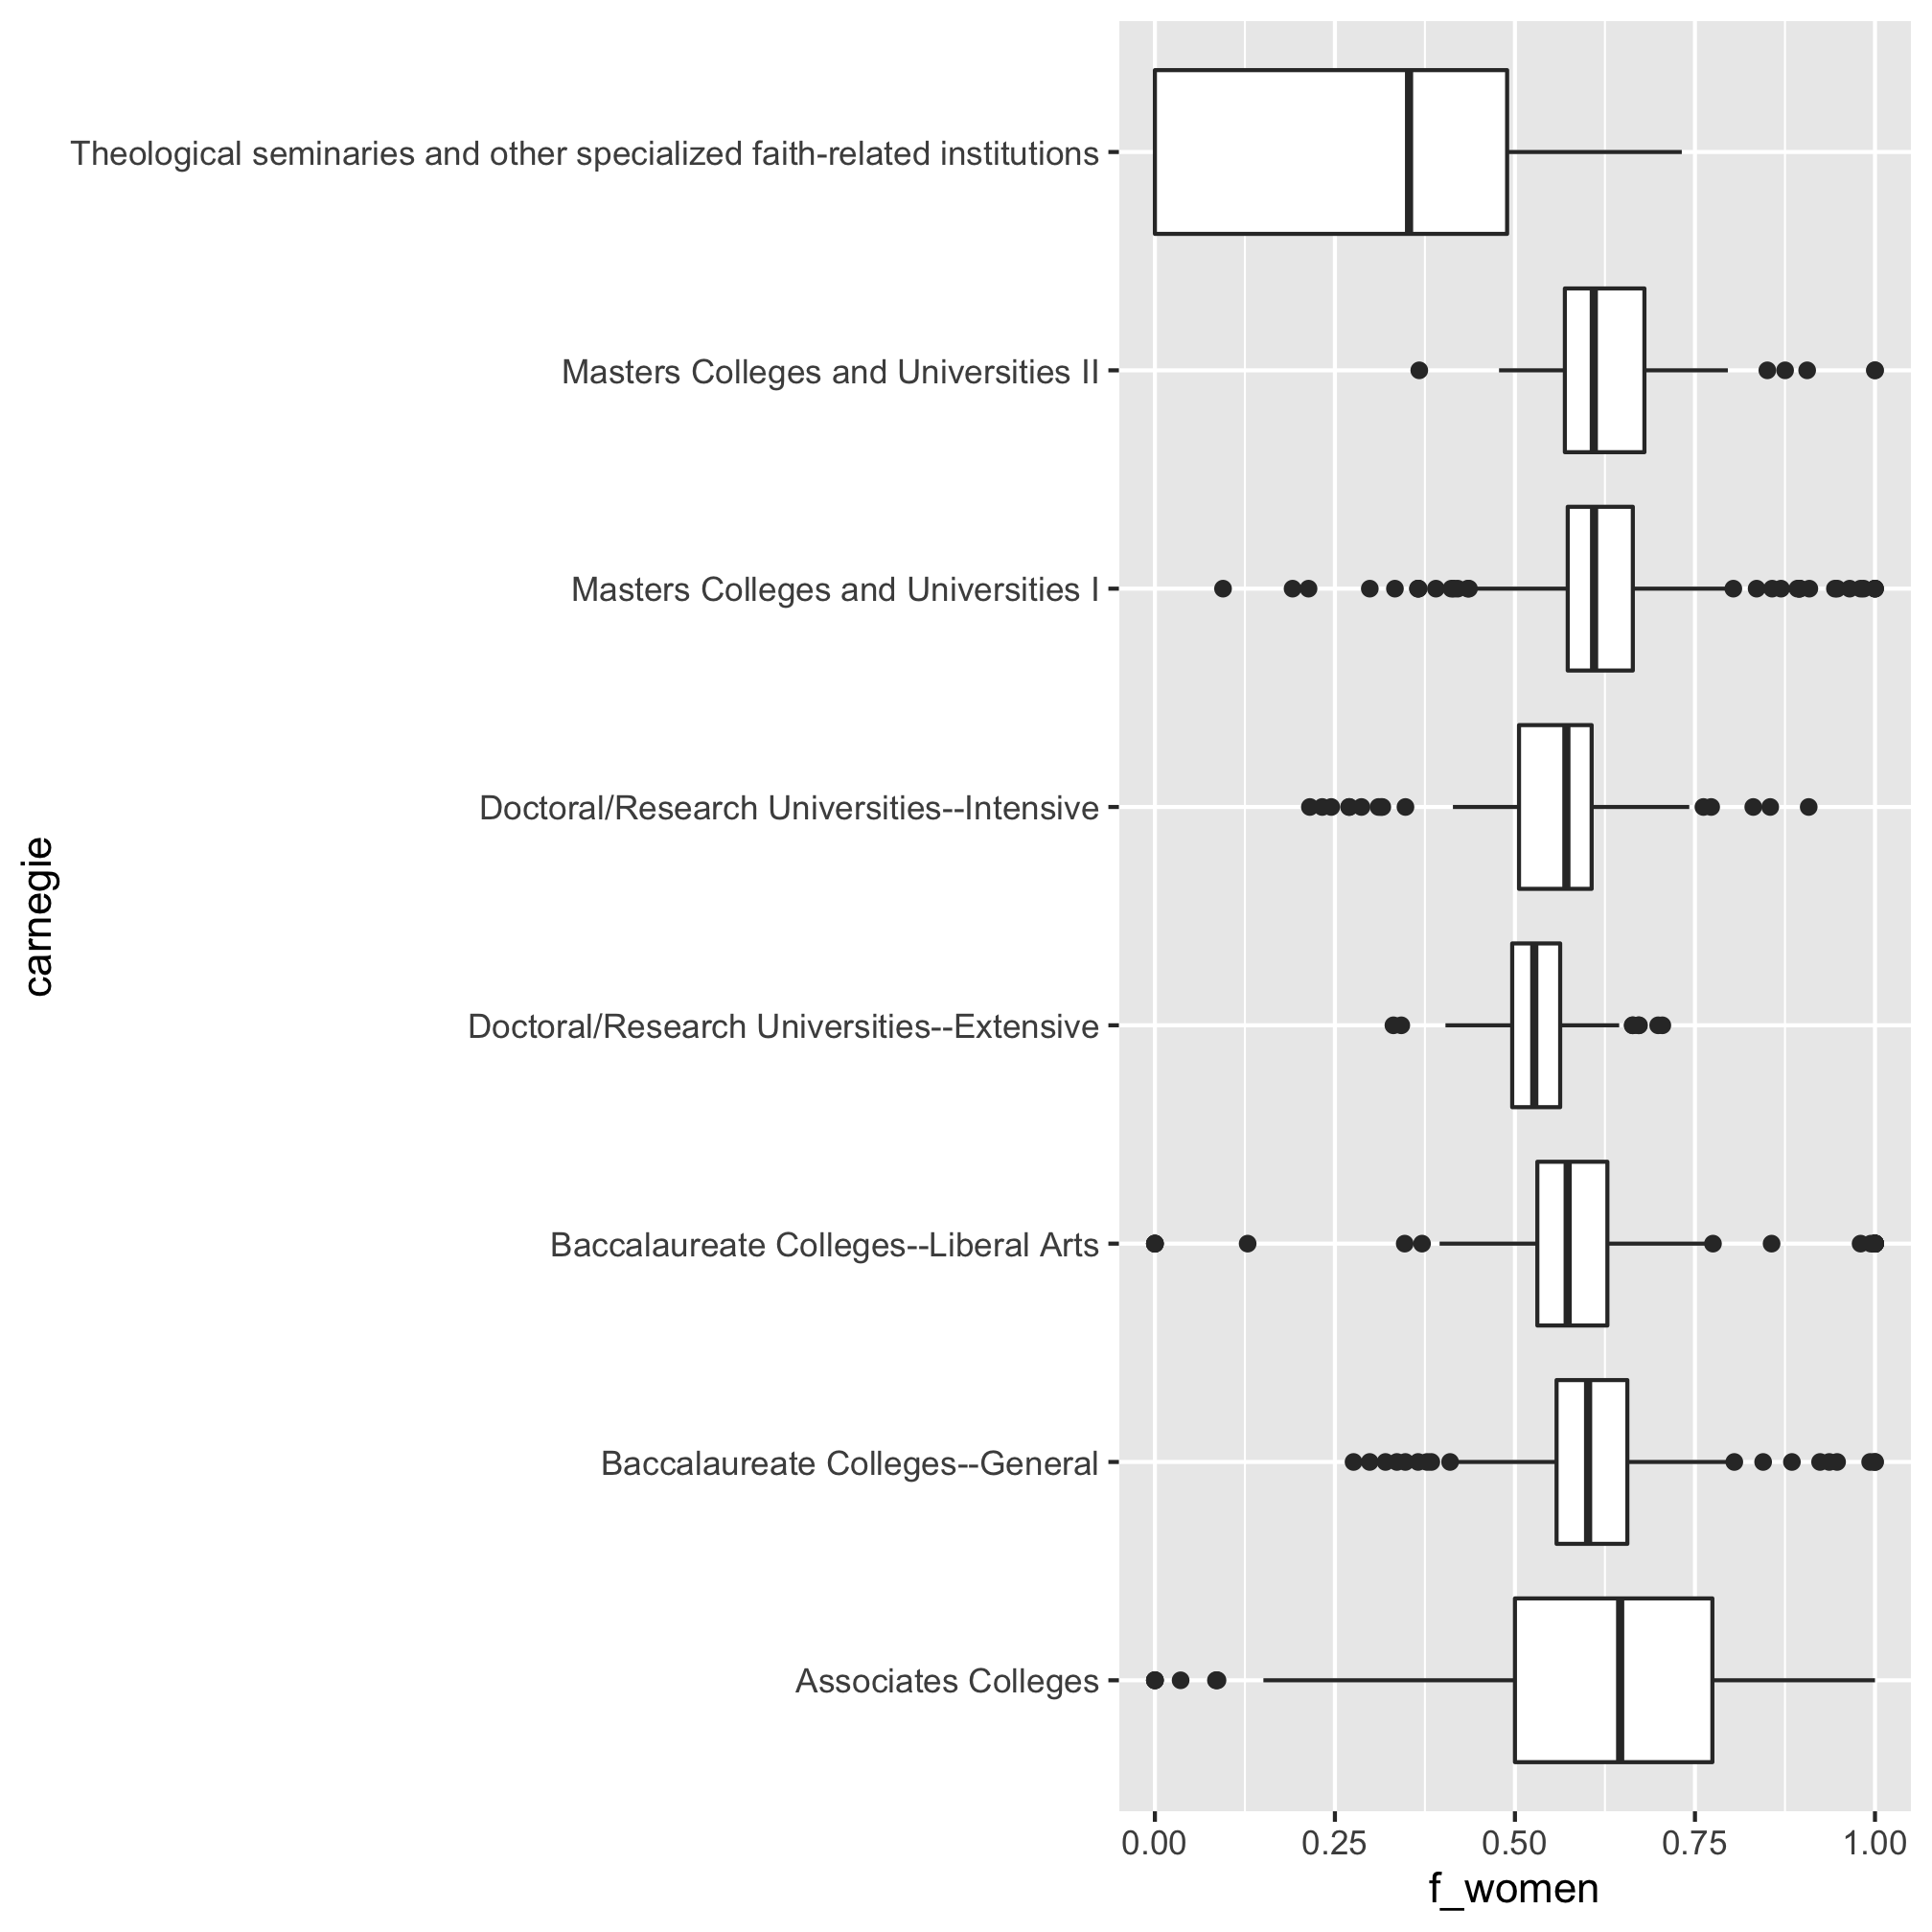 Theological seminaries and other specialized faith-related institutions
Masters Colleges and Universities II
Masters Colleges and Universities I
Doctoral/Research Universities--Intensive
Doctoral/Research Universities--Extensive
Baccalaureate Colleges--Liberal Arts
Baccalaureate Colleges--General
Associates Colleges
carnegie
0.00 0.25 0.50 0.75 1.00
f_women